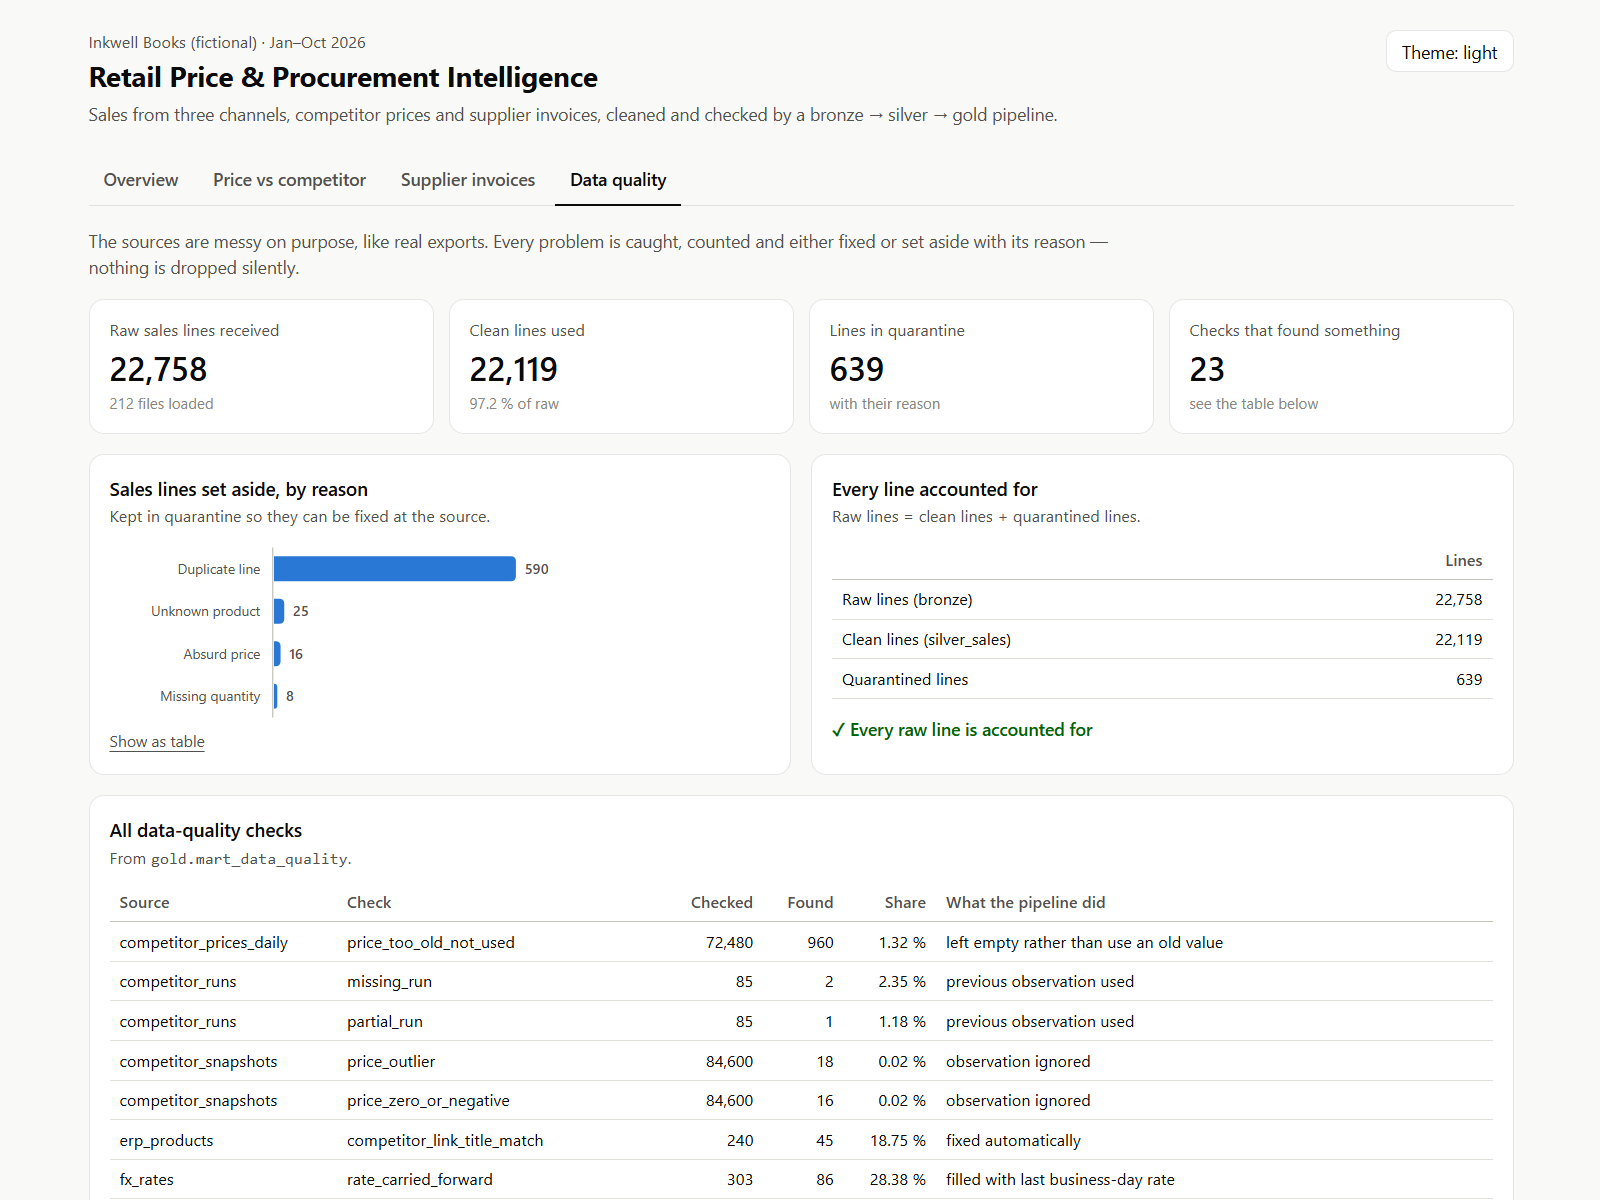 Inkwell Books (fictional) · Jan–Oct 2026
Theme: light
Retail Price & Procurement Intelligence
Sales from three channels, competitor prices and supplier invoices, cleaned and checked by a bronze → silver → gold pipeline.
Overview Price vs competitor Supplier invoices Data quality
The sources are messy on purpose, like real exports. Every problem is caught, counted and either fixed or set aside with its reason —
nothing is dropped silently.
Raw sales lines received
22,758
212 files loaded
Clean lines used
22,119
97.2 % of raw
Lines in quarantine
639
with their reason
Checks that found something
23
see the table below
Sales lines set aside, by reason
Kept in quarantine so they can be fixed at the source.
Duplicate line 590
Unknown product 25
Absurd price 16
Missing quantity 8
Show as table
Every line accounted for
Raw lines = clean lines + quarantined lines.
Lines
Raw lines (bronze) 22,758
Clean lines (silver_sales) 22,119
Quarantined lines 639
✓ Every raw line is accounted for
All data-quality checks
From gold.mart_data_quality.
Source Check Checked Found Share What the pipeline did
competitor_prices_daily price_too_old_not_used 72,480 960 1.32 % left empty rather than use an old value
competitor_runs missing_run 85 2 2.35 % previous observation used
competitor_runs partial_run 85 1 1.18 % previous observation used
competitor_snapshots price_outlier 84,600 18 0.02 % observation ignored
competitor_snapshots price_zero_or_negative 84,600 16 0.02 % observation ignored
erp_products competitor_link_title_match 240 45 18.75 % fixed automatically
fx_rates rate_carried_forward 303 86 28.38 % filled with last business-day rate